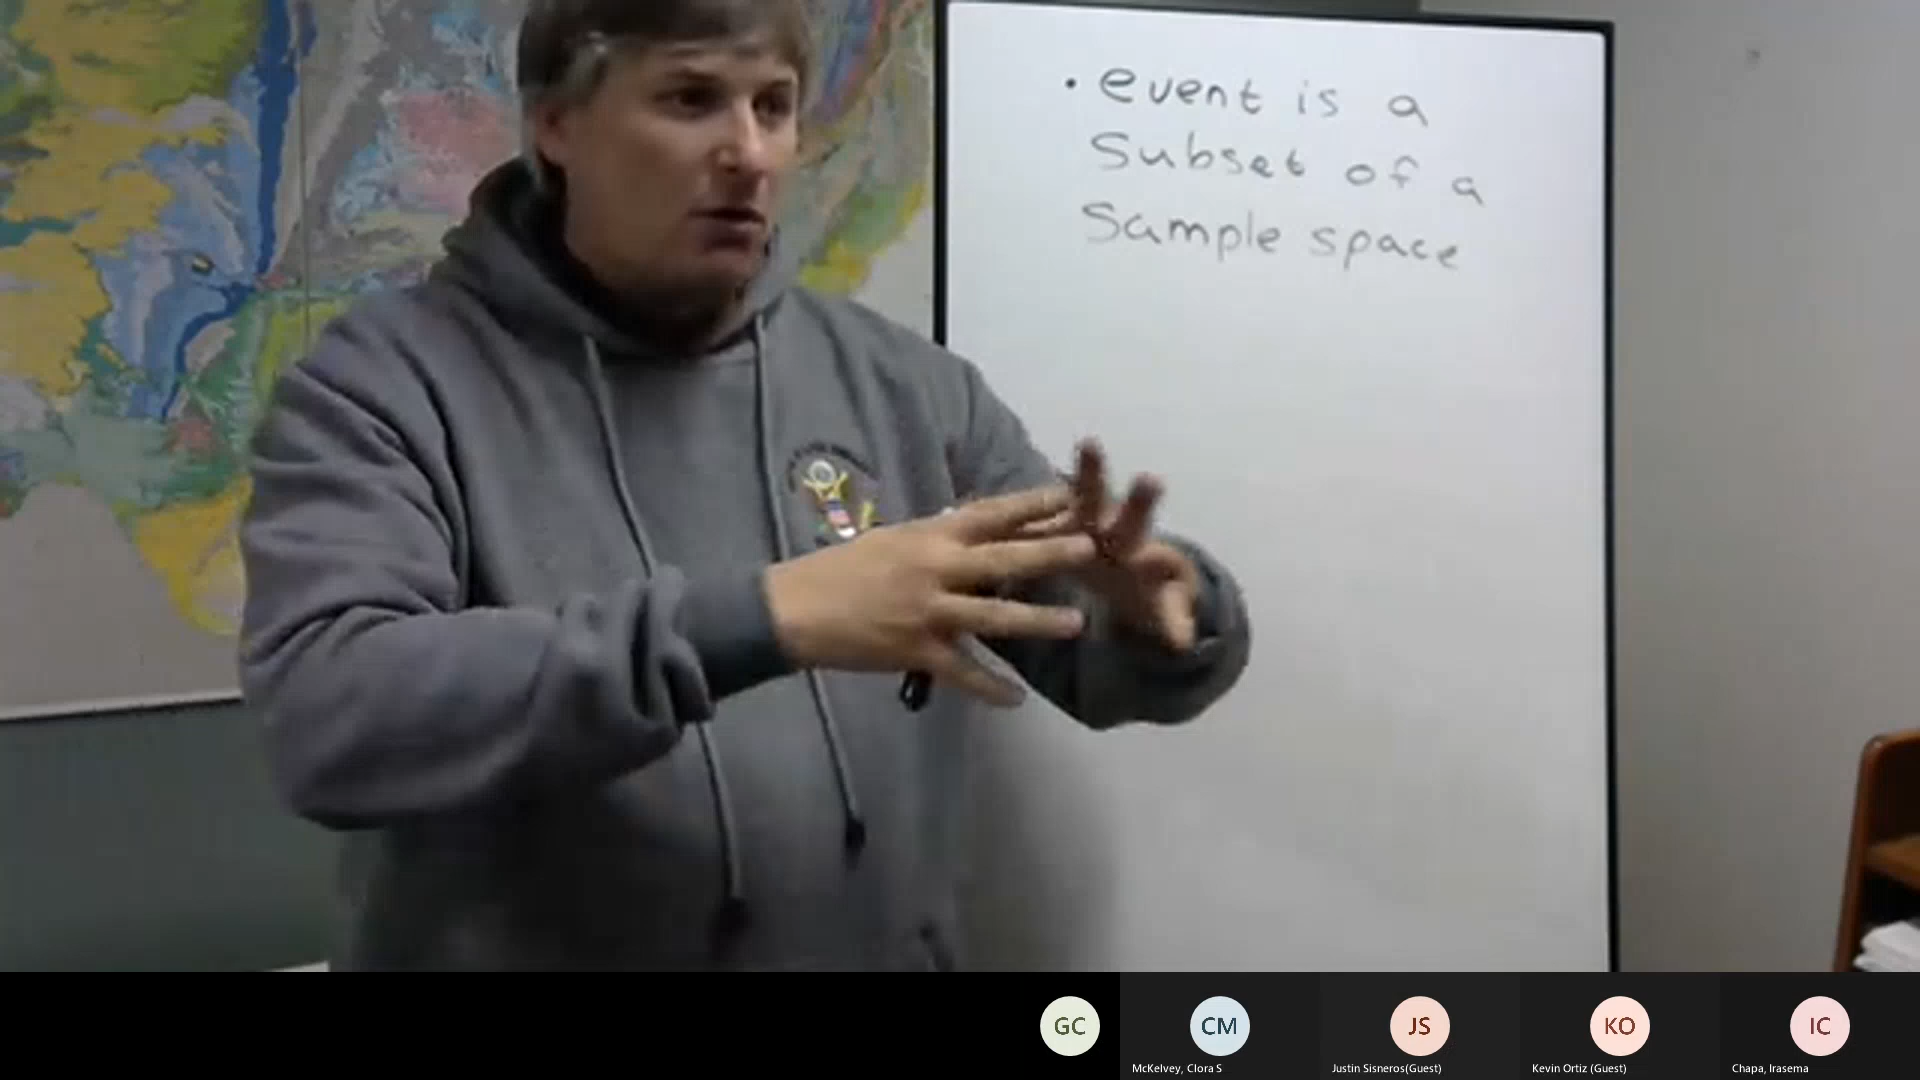 • event is a
Subset of a
Sample space
GC
CM
JS
KO
IC
McKelvey, Clora S
Justin Sisneros(Guest)
Kevin Ortiz (Guest)
Chapa, Irasema